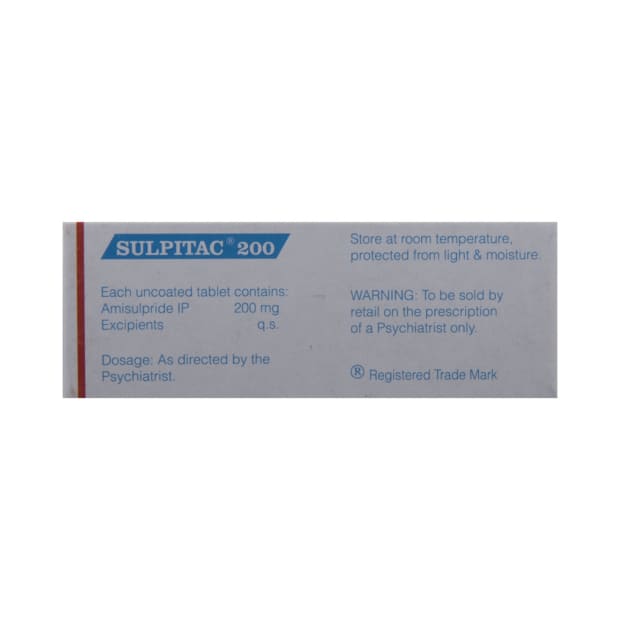 SULPITAC® 200
Each uncoated tablet contains:
Amisulpride IP 200 mg
Excipients q.s.
Dosage: As directed by the
Psychiatrist.
Store at room temperature,
protected from light & moisture.
WARNING: To be sold by
retail on the prescription
of a Psychiatrist only.
® Registered Trade Mark